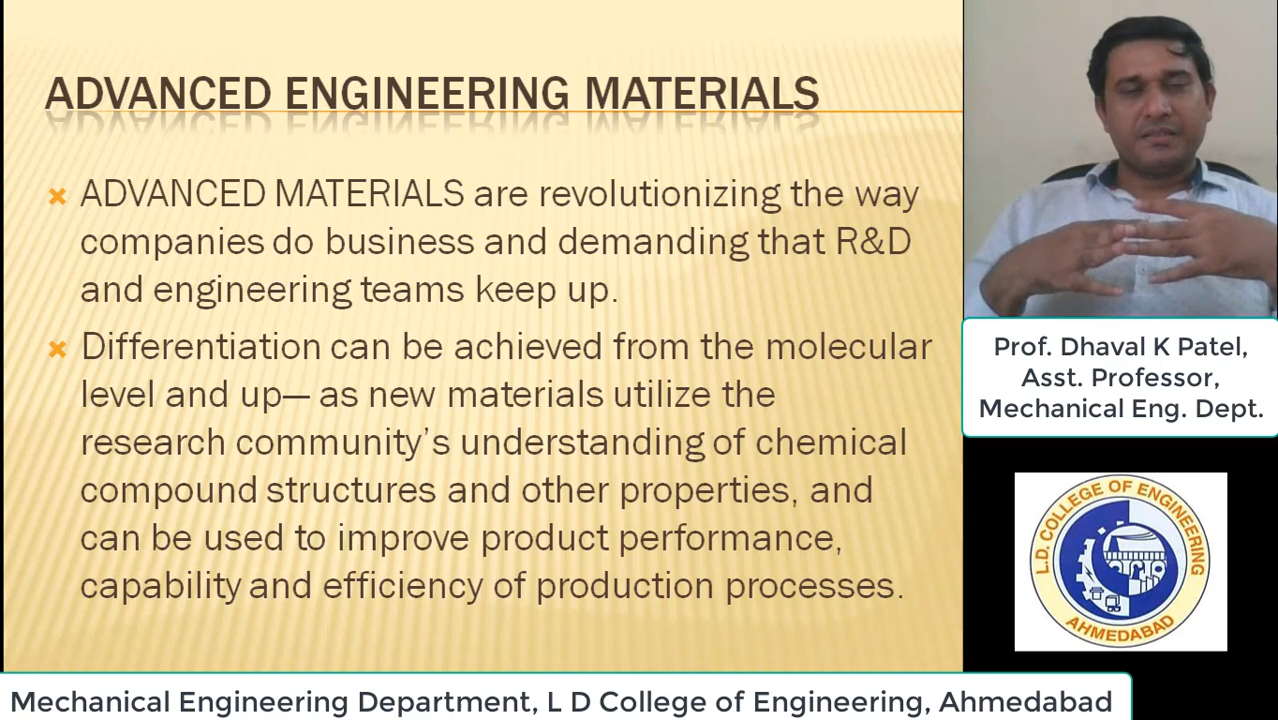 ADVANCED ENGINEERING MATERIALS
ADVANCED MATERIALS are revolutionizing the way
companies do business and demanding that R&D
and engineering teams keep up.
Differentiation can be achieved from the molecular
level and up— as new materials utilize the
research community’s understanding of chemical
compound structures and other properties, and
can be used to improve product performance,
capability and efficiency of production processes.
Prof. Dhaval K Patel,
Asst. Professor,
Mechanical Eng. Dept.
L.D. COLLEGE OF ENGINEERING
AHMEDABAD
Mechanical Engineering Department, L D College of Engineering, Ahmedabad